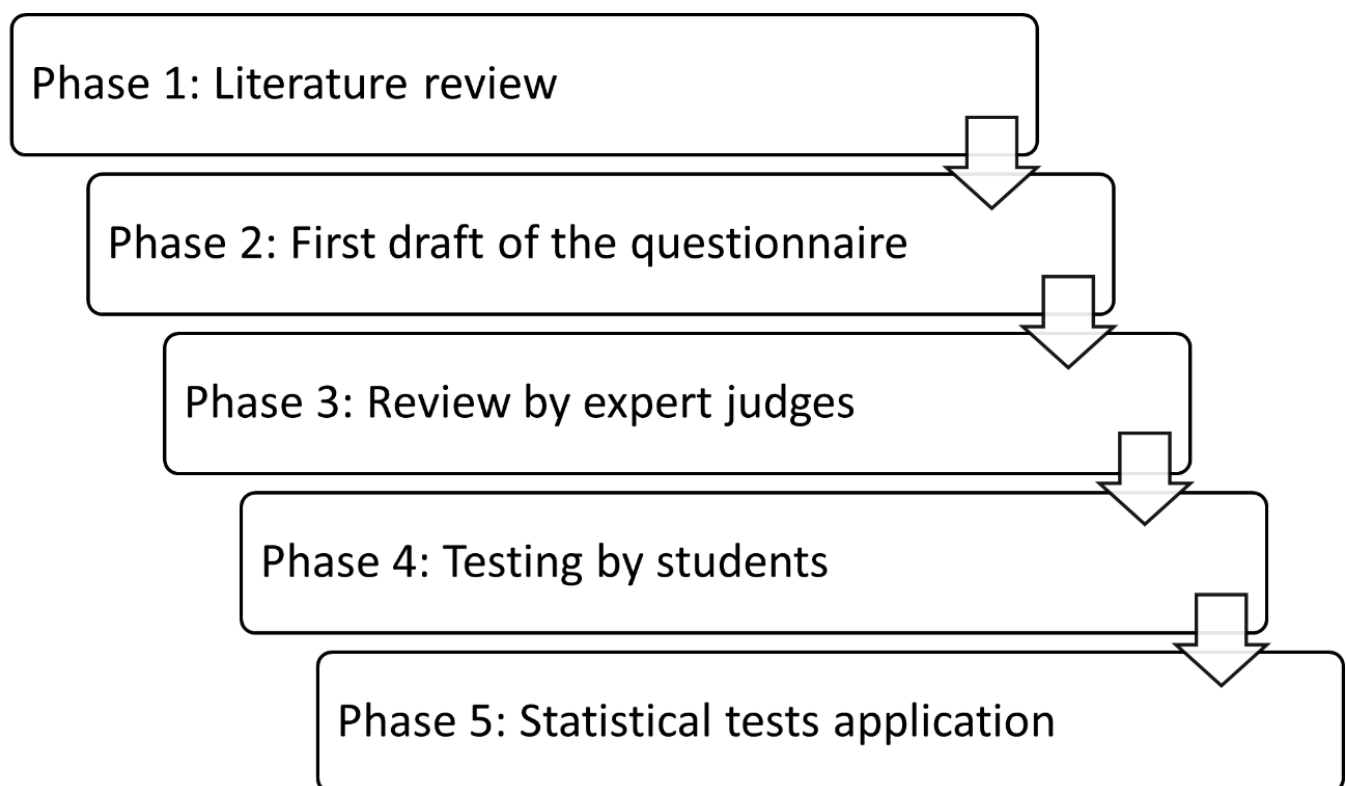 Phase 1: Literature review
Phase 2: First draft of the questionnaire
Phase 3: Review by expert judges
Phase 4: Testing by students
Phase 5: Statistical tests application